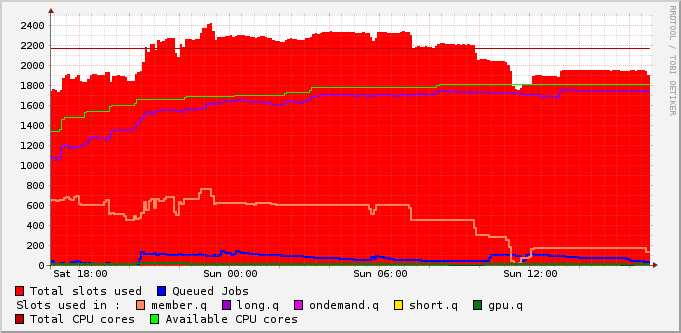 RRDTOOL / TOBI OETIKER
2400
2200
2000
1800
1600
1400
1200
1000
800
600
400
200
0
Sat 18:00 Sun 00:00 Sun 06:00 Sun 12:00
Total slots used Queued Jobs
Slots used in : member.q long.q ondemand.q short.q gpu.q
Total CPU cores Available CPU cores